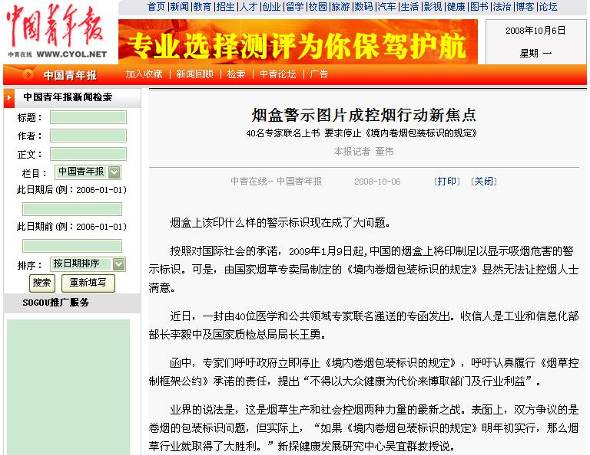 中国青年报
中青在线 WWW.CYOL.NET
首页|新闻|教育|招生|人才|创业|留学|校园|旅游|数码|汽车|生活|影视|健康|图书|法治|博客|论坛
专业选择测评为你保驾护航
2008年10月6日
星期 一
中国青年报
加入收藏 | 新闻回顾 | 检索 | 中青论坛 | 广告
中国青年报新闻检索
标题：
作者：
正文：
栏目： 中国青年报
此日期后(例：2006-01-01)
此日期前(例：2006-01-01)
排序： 按日期排序
搜索 重新填写
SOGOU推广服务
烟盒警示图片成控烟行动新焦点
40名专家联名上书 要求停止《境内卷烟包装标识的规定》
本报记者 董伟
中青在线-中国青年报 2008-10-06 [打印] [关闭]
烟盒上该印什么样的警示标识现在成了大问题。
按照对国际社会的承诺，2009年1月9日起,中国的烟盒上将印制足以显示吸烟危害的警
示标识。可是，由国家烟草专卖局制定的《境内卷烟包装标识的规定》显然无法让控烟人士
满意。
近日，一封由40位医学和公共领域专家联名递送的专函发出。收信人是工业和信息化部
部长李毅中及国家质检总局局长王勇。
函中，专家们呼吁政府立即停止《境内卷烟包装标识的规定》，呼吁认真履行《烟草控
制框架公约》承诺的责任，提出“不得以大众健康为代价来博取部门及行业利益”。
业界的说法是，这是烟草生产和社会控烟两种力量的最新之战。表面上，双方争议的是
卷烟的包装标识问题，但实际上，“如果《境内卷烟包装标识的规定》明年初实行，那么烟
草行业就取得了大胜利。”新探健康发展研究中心吴宜群教授说。